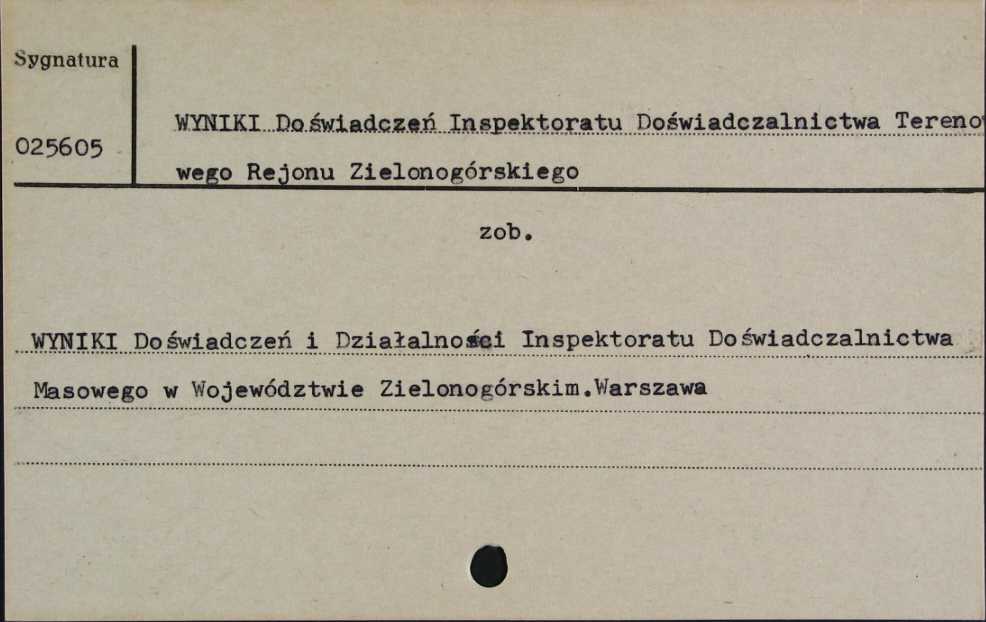 Sygnatura
025605
WYNIKI Doświadczeń Inspektoratu Doświadczalnictwa Tereno
wego Rejonu Zielonogórskiego
zob.
WYNIKI Doświadczeń i Działalności Inspektoratu Doświadczalnictwa
Masowego w Województwie Zielonogórskim.Warszawa